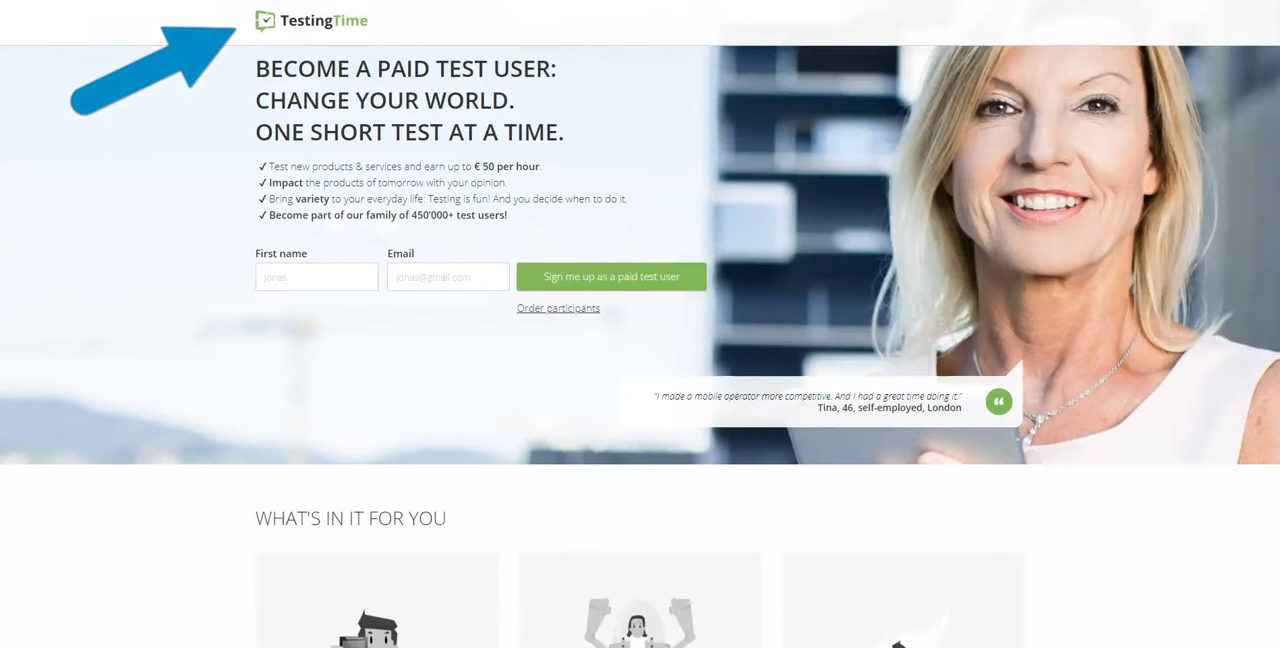 TestingTime
BECOME A PAID TEST USER:
CHANGE YOUR WORLD.
ONE SHORT TEST AT A TIME.
✓ Test new products & services and earn up to € 50 per hour.
✓ Impact the products of tomorrow with your opinion.
✓ Bring variety to your everyday life: Testing is fun! And you decide when to do it.
✓ Become part of our family of 450'000+ test users!
First name Email
jonas jonas@gmail.com Sign me up as a paid test user
Order participants
"I made a mobile operator more competitive. And I had a great time doing it."
Tina, 46, self-employed, London
WHAT'S IN IT FOR YOU